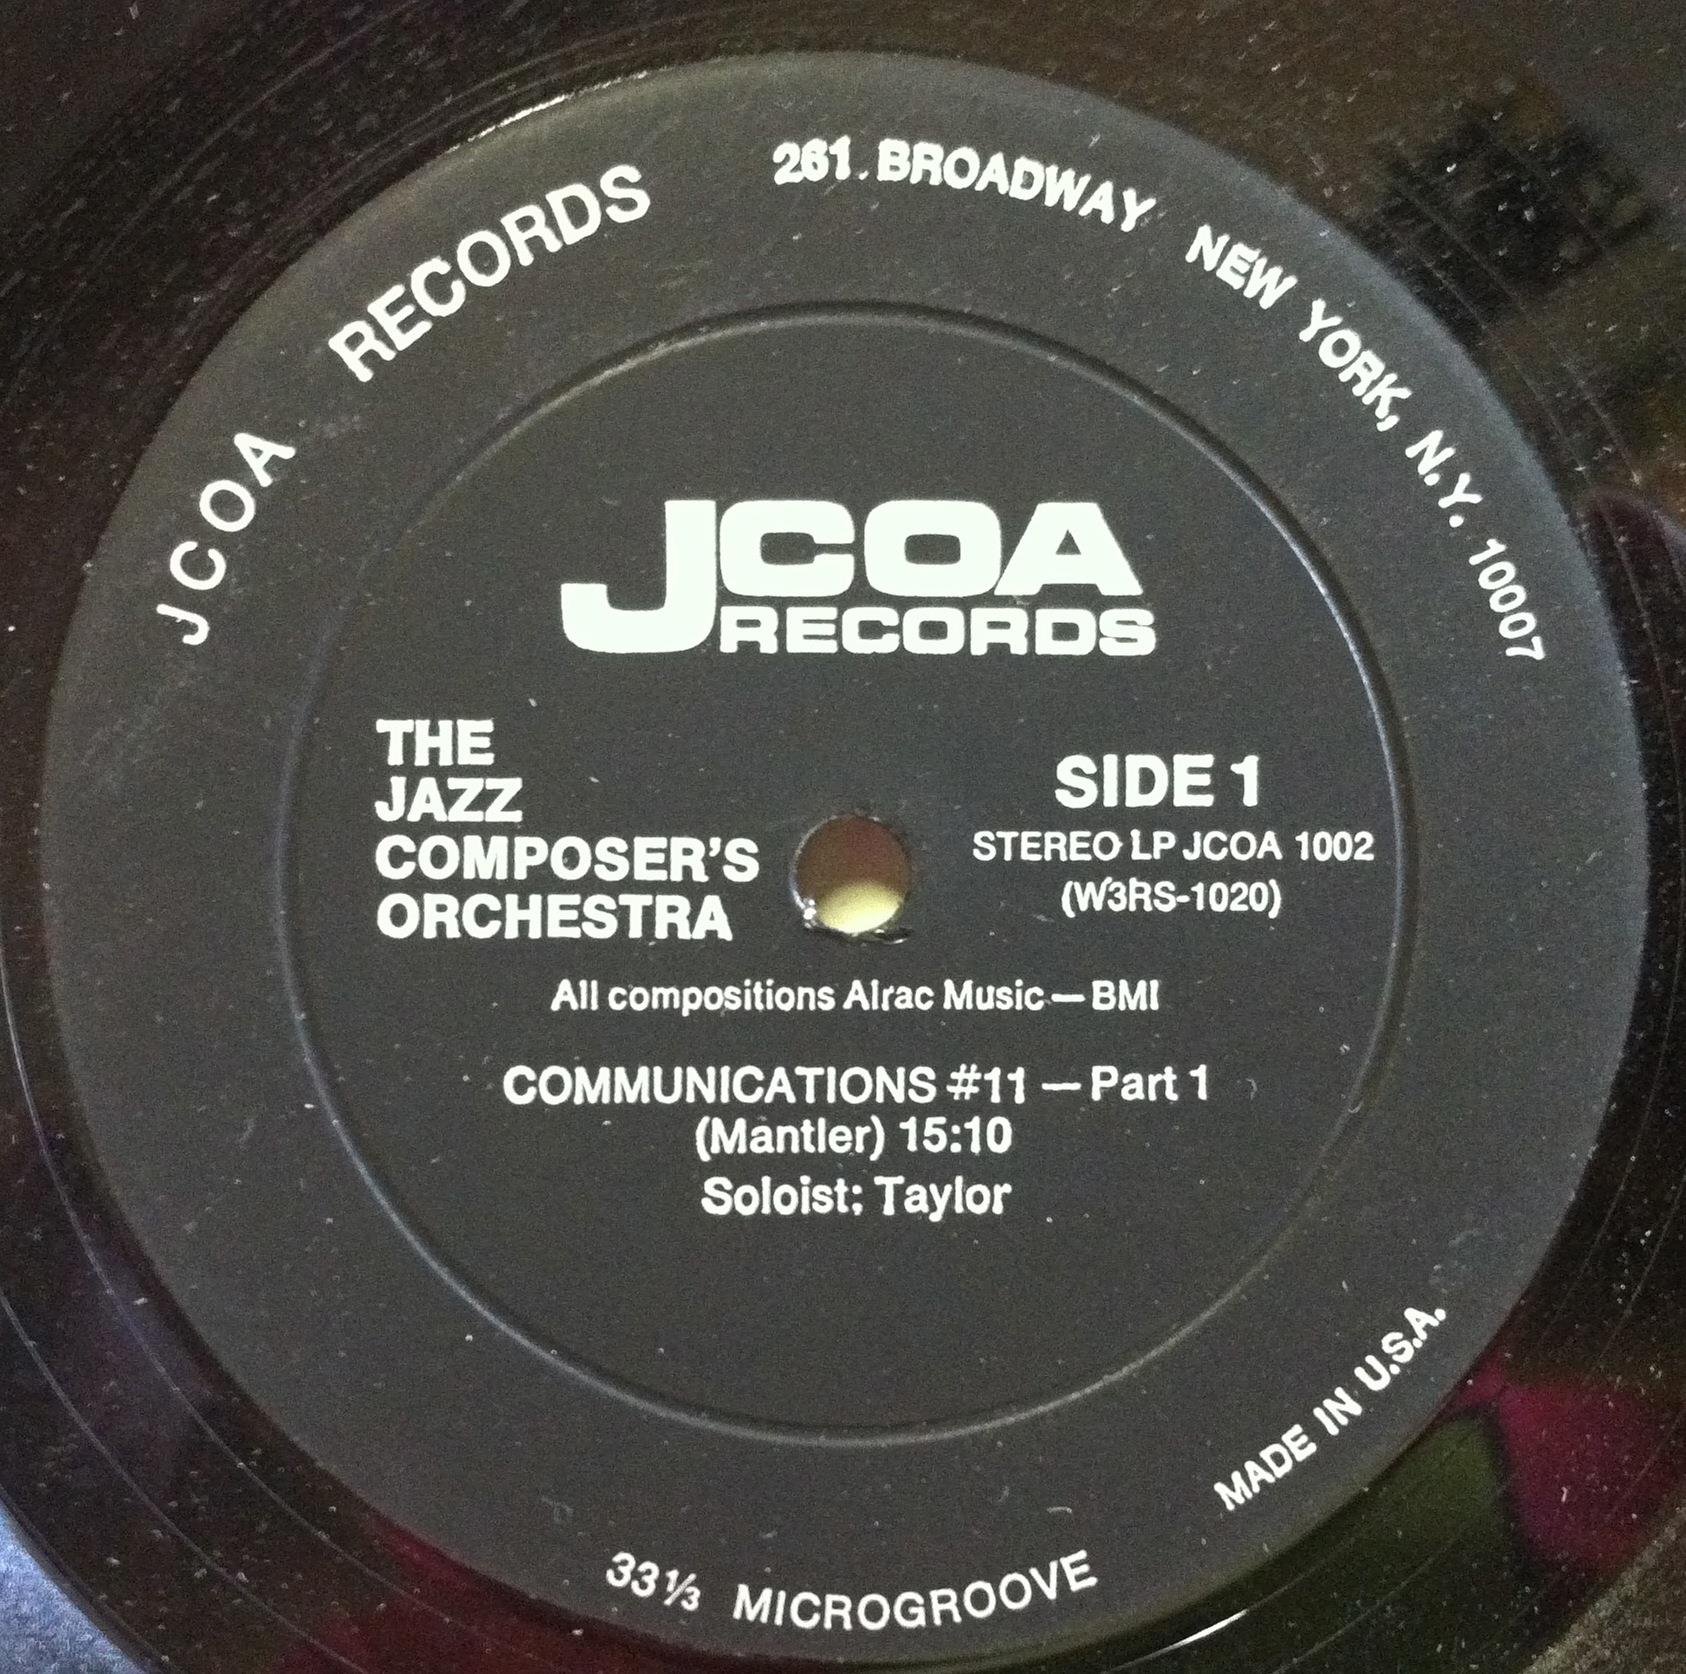 JCOA RECORDS 261 BROADWAY NEW YORK, N.Y. 10007
JCOA
RECORDS
THE
JAZZ
COMPOSER'S
ORCHESTRA
SIDE 1
STEREO LP JCOA 1002
(W3RS-1020)
All compositions Alrac Music — BMI
COMMUNICATIONS #11 — Part 1
(Mantler) 15:10
Soloist: Taylor
MADE IN U.S.A.
33⅓ MICROGROOVE